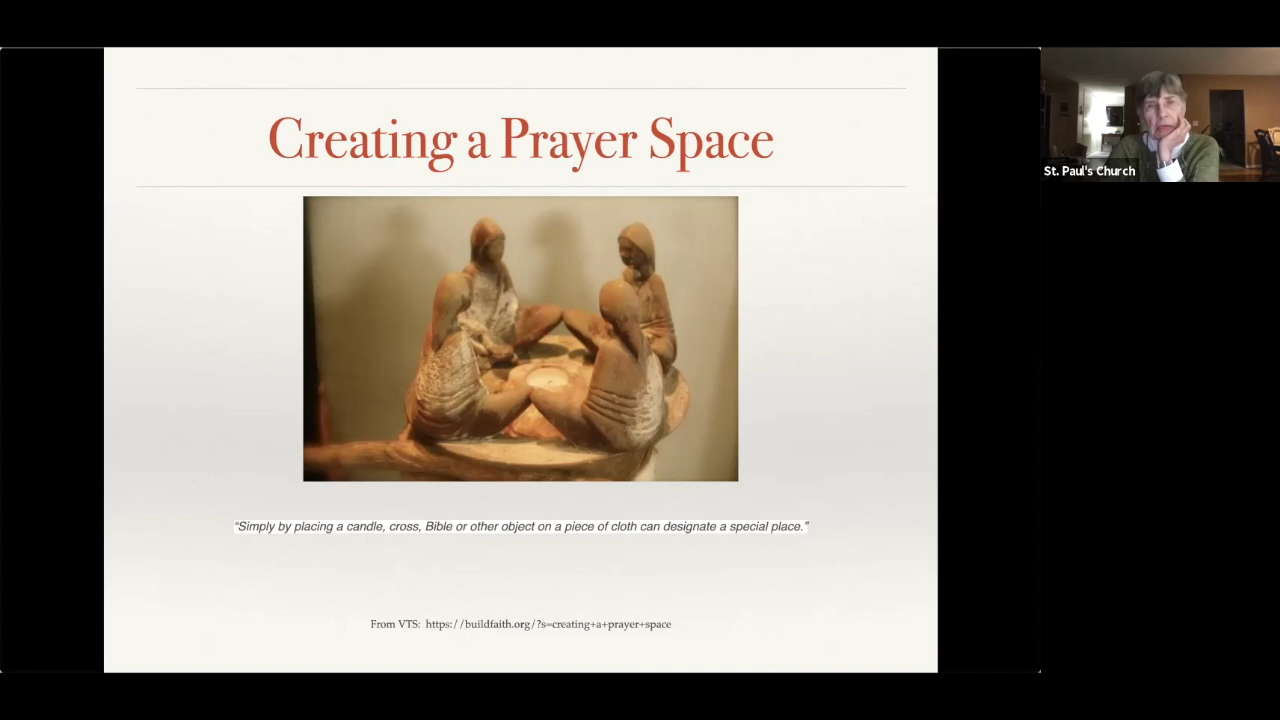 Creating a Prayer Space
St. Paul's Church
“Simply by placing a candle, cross, Bible or other object on a piece of cloth can designate a special place.”
From VTS: https://buildfaith.org/?s=creating+a+prayer+space